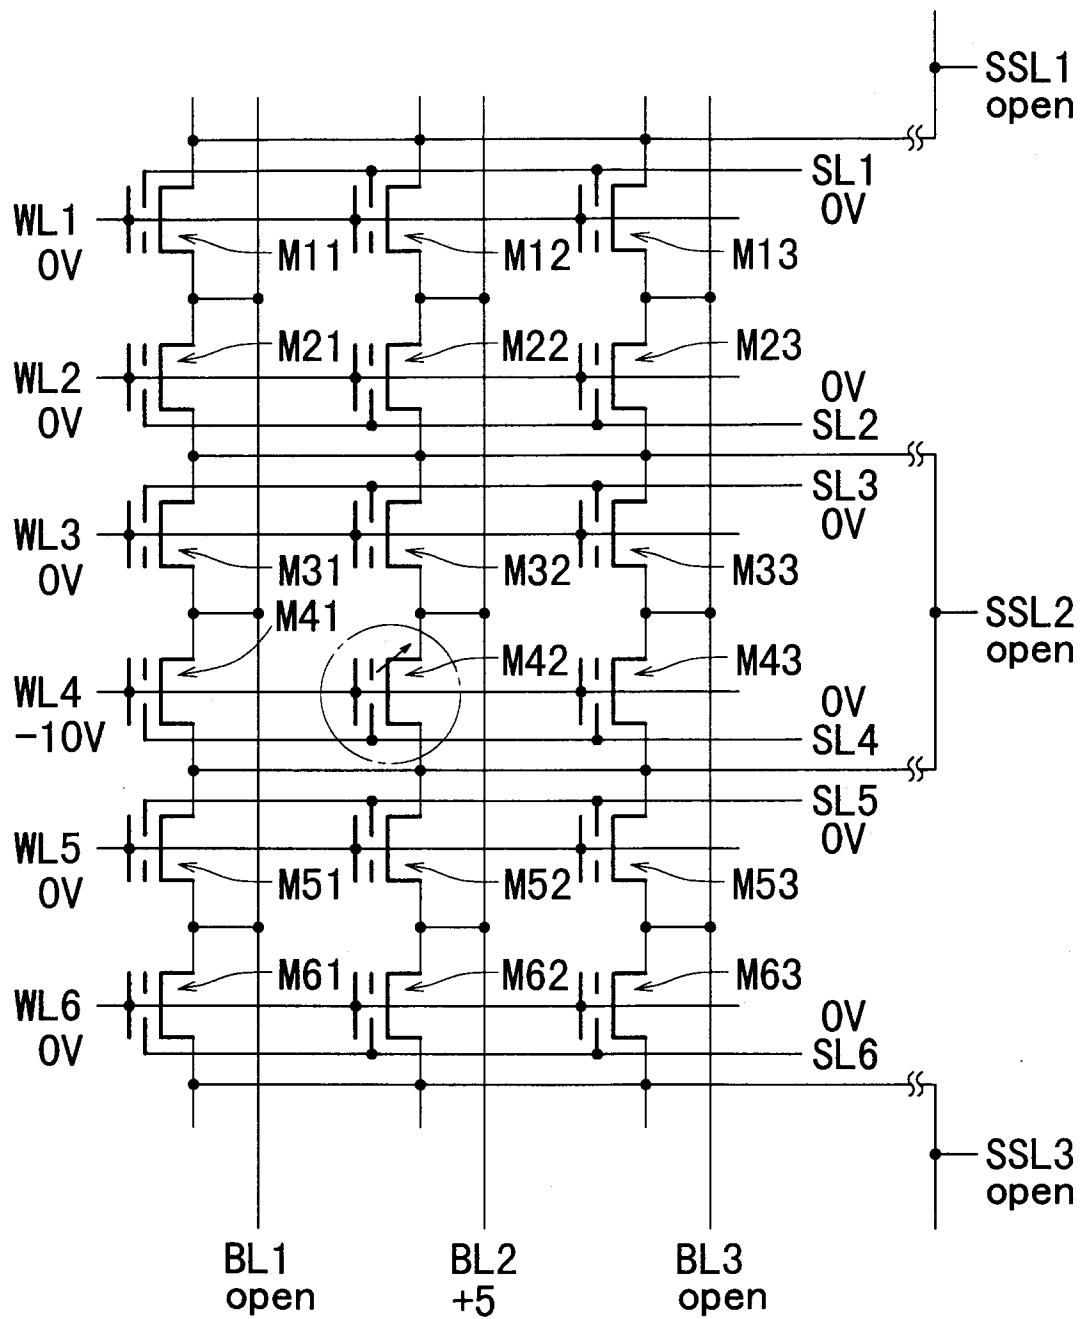 SSL1
open
SL1
0V
WL1
0V
M11
M12
M13
M21
M22
M23
WL2
0V
0V
SL2
SL3
0V
WL3
0V
M31
M32
M33
M41
SSL2
open
M42
M43
WL4
-10V
0V
SL4
SL5
0V
WL5
0V
M51
M52
M53
M61
M62
M63
WL6
0V
0V
SL6
SSL3
open
BL1
open
BL2
+5
BL3
open